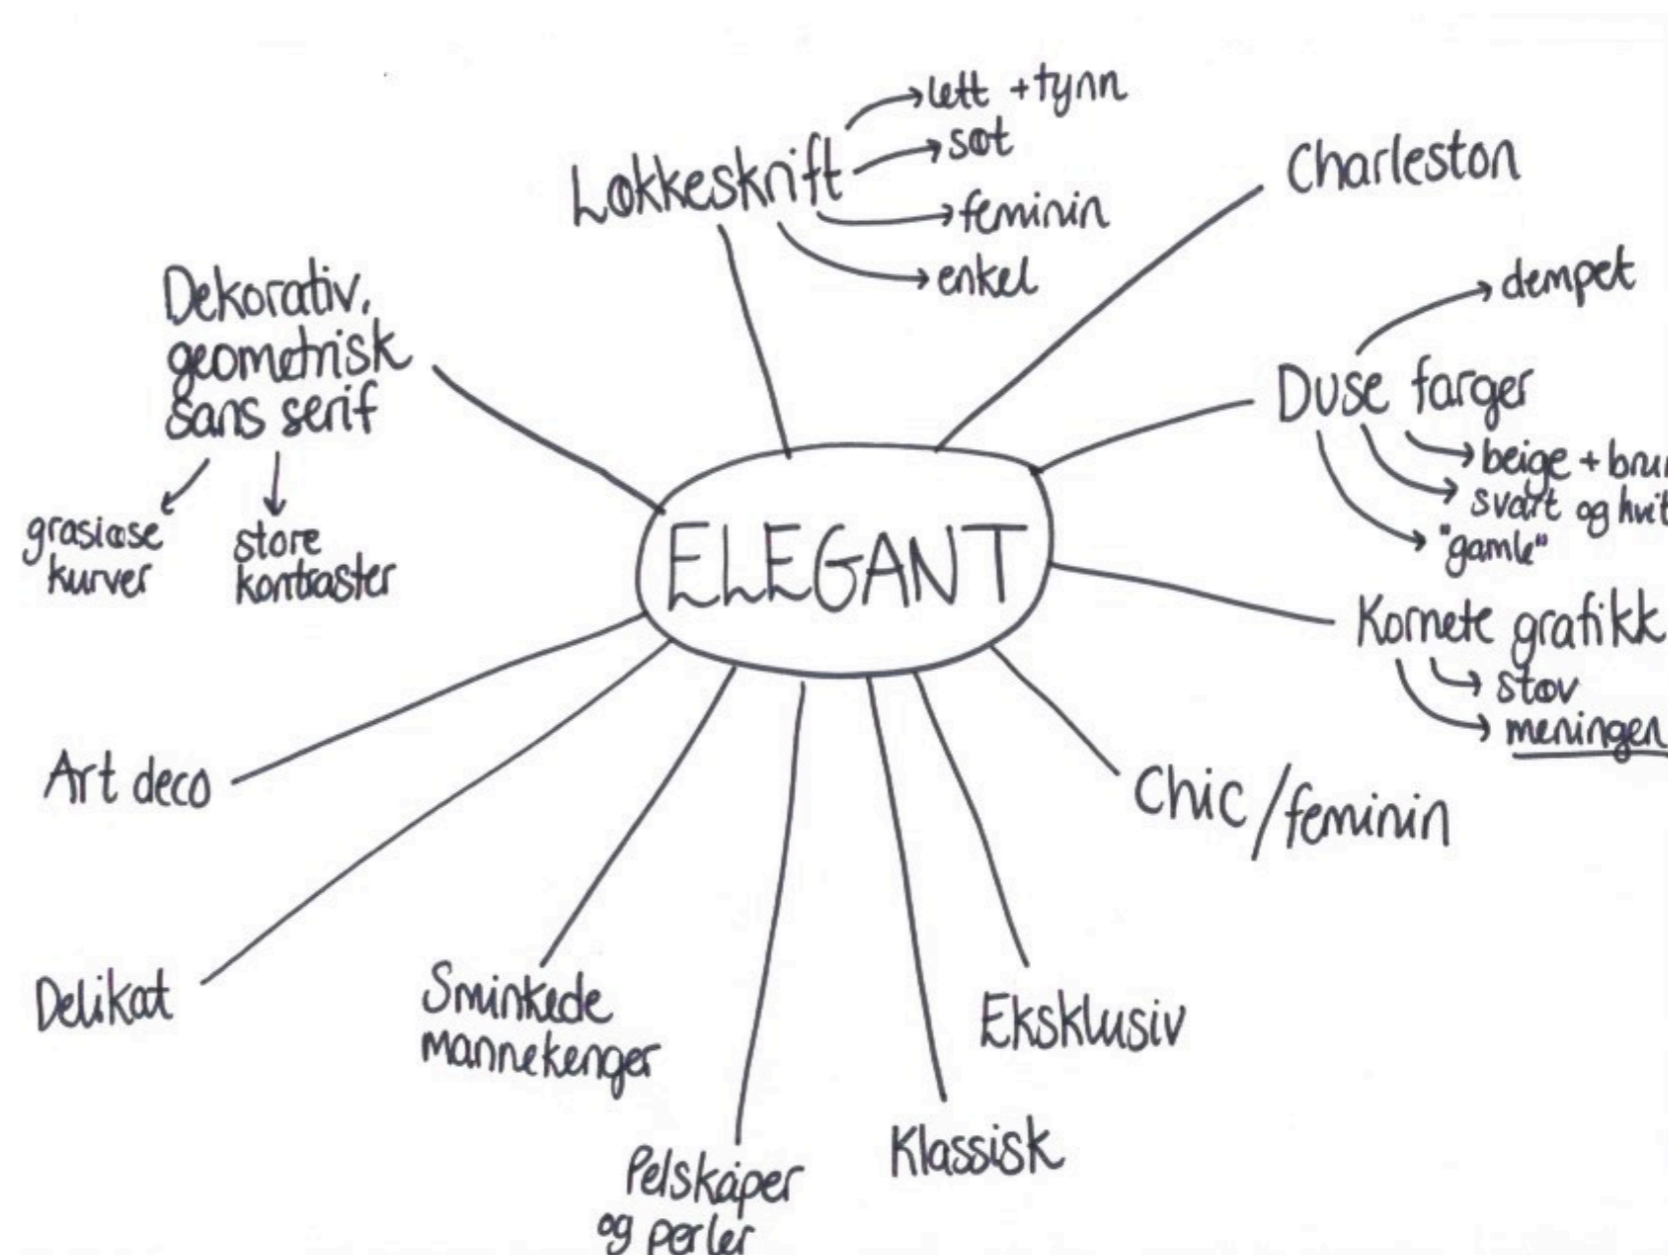 lett + tynn
søt
Løkkeskrift
feminin
enkel
Charleston
dempet
Duse farger
beige + brun
svart og hvit
"gamle"
Dekorativ,
geometrisk
sans serif
grasiøse
kurver
store
kontraster
ELEGANT
Kornete grafikk
støv
meningen
Art deco
Chic/feminin
Delikat
Sminkede
mannekenger
Eksklusiv
Klassisk
Pelskåper
og perler